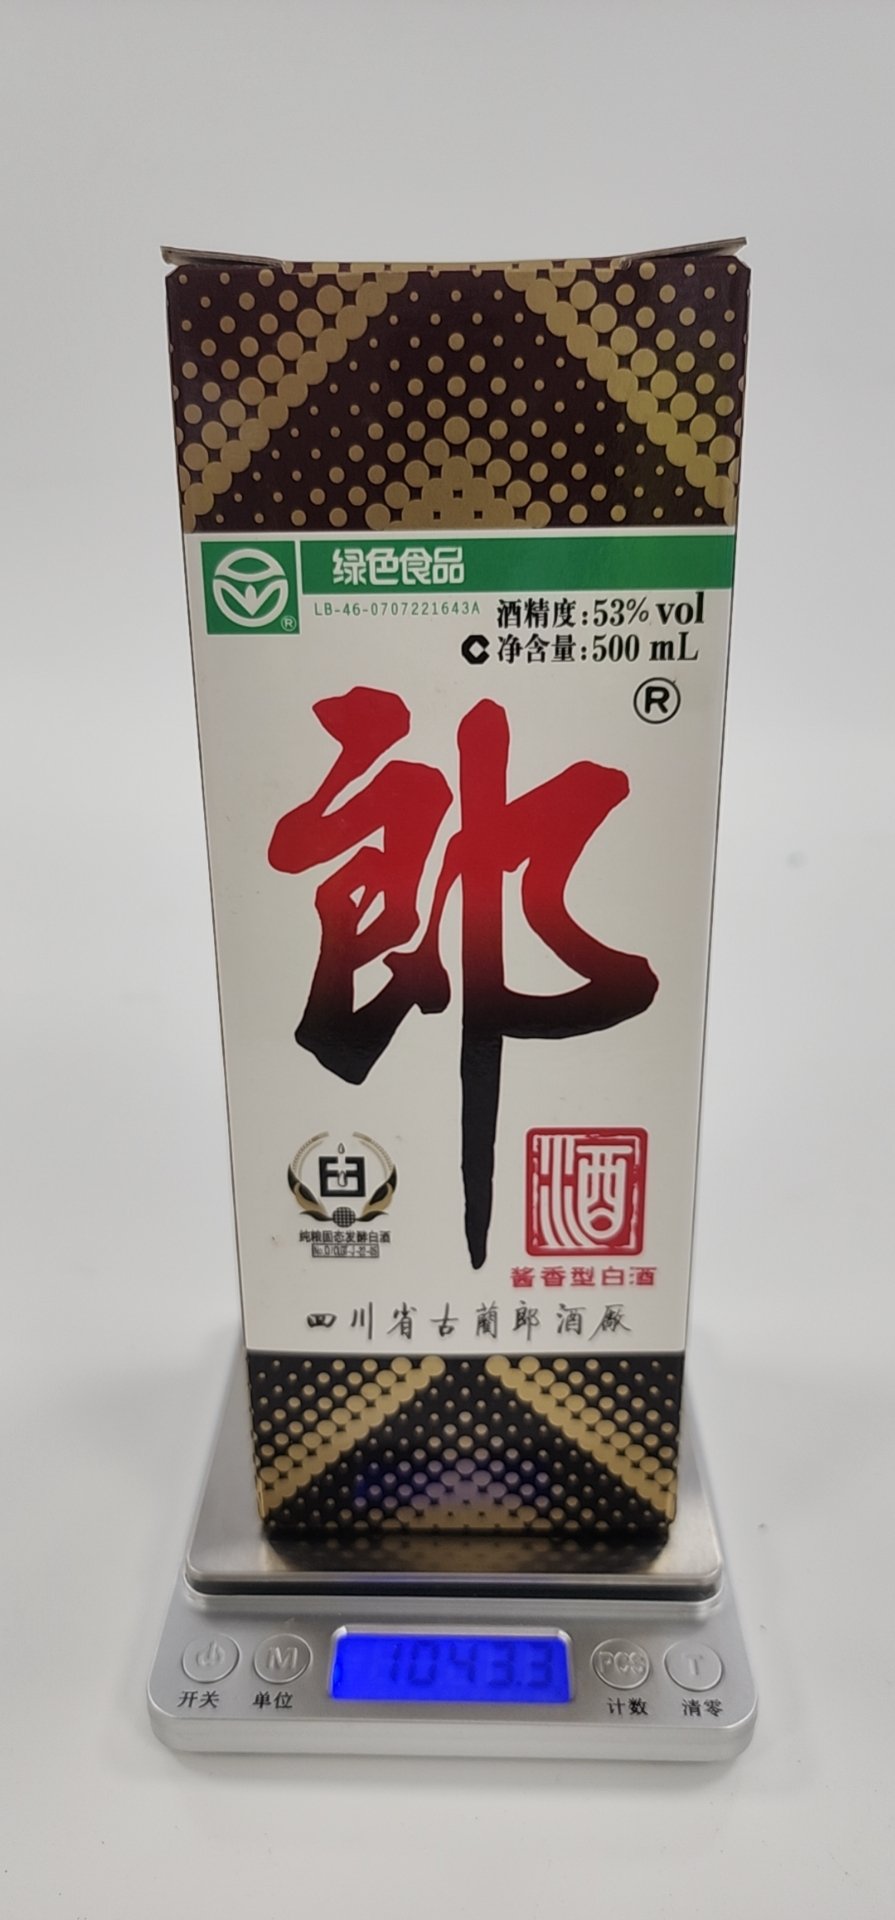 绿色食品
®
LB-46-0707221643A
酒精度:53% vol
C 净含量:500 mL
®
郎
酒
纯粮固态发酵白酒
酱香型白酒
四川省古蔺郎酒厰
1043.3
M
PCS
T
开关
单位
计数
清零